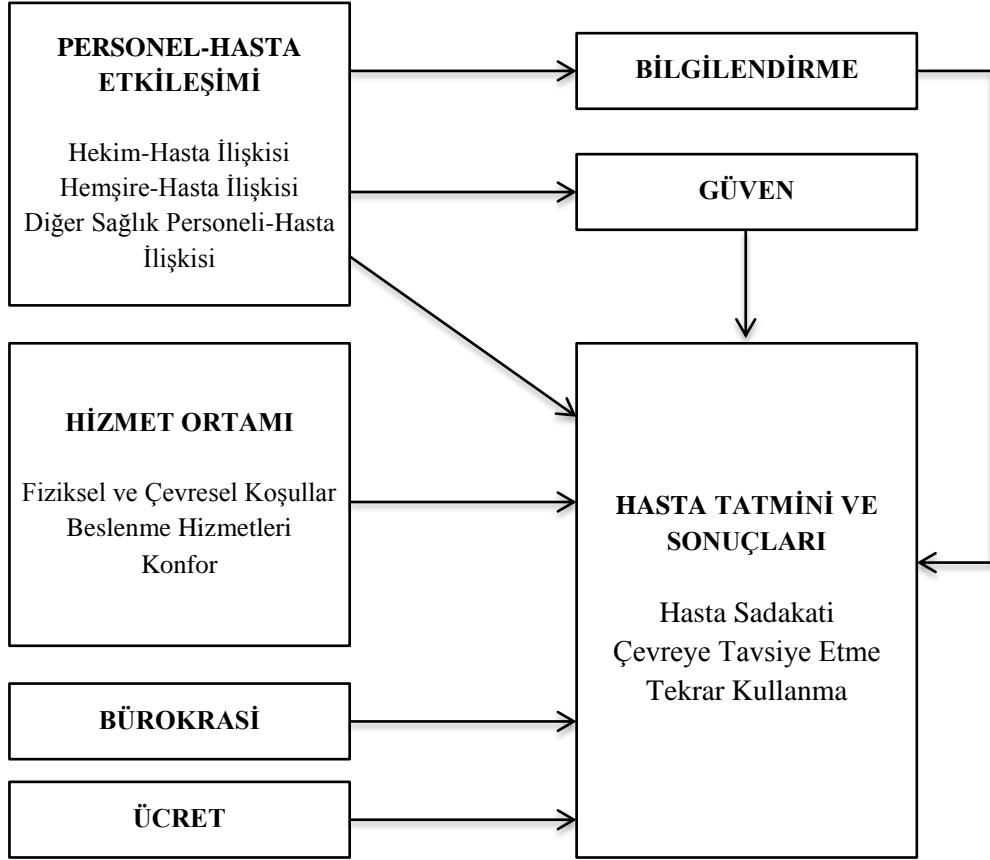 PERSONEL-HASTA
ETKİLEŞİMİ
Hekim-Hasta İlişkisi
Hemşire-Hasta İlişkisi
Diğer Sağlık Personeli-Hasta
İlişkisi
BİLGİLENDİRME
GÜVEN
HİZMET ORTAMI
Fiziksel ve Çevresel Koşullar
Beslenme Hizmetleri
Konfor
HASTA TATMİNİ VE
SONUÇLARI
Hasta Sadakati
Çevreye Tavsiye Etme
Tekrar Kullanma
BÜROKRASİ
ÜCRET